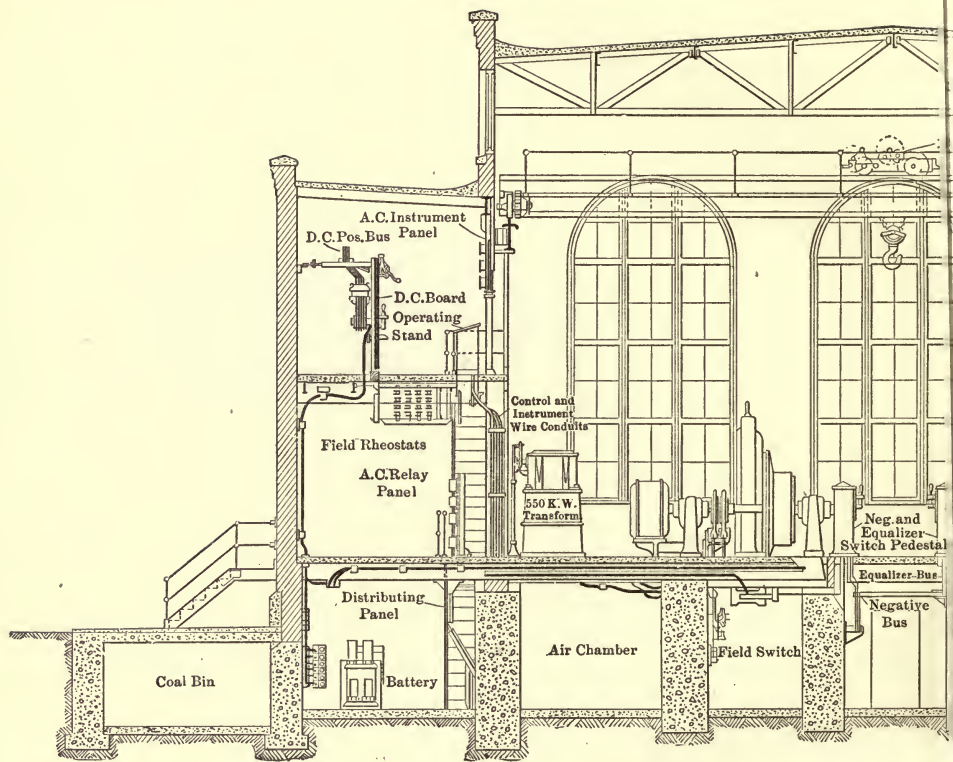 A.C. Instrument
Panel
D.C. Pos. Bus
D.C. Board
Operating
Stand
Control and
Instrument
Wire Conduits
Field Rheostats
A.C. Relay
Panel
550 K.W.
Transform.
Neg. and
Equalizer
Switch Pedestal
Equalizer Bus
Distributing
Panel
Negative
Bus
Air Chamber
Field Switch
Coal Bin
Battery